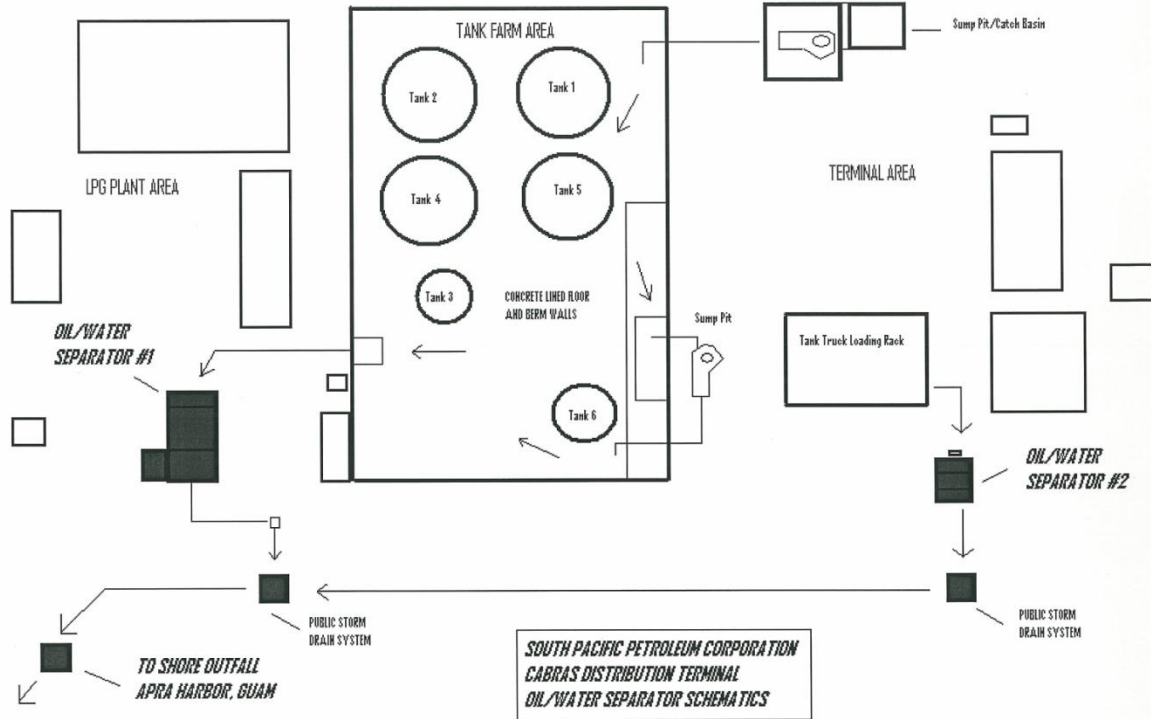 TANK FARM AREA
Sump Pit/Catch Basin
Tank 2
Tank 1
LPG PLANT AREA
TERMINAL AREA
Tank 4
Tank 5
Tank 3
CONCRETE LINED FLOOR
AND BERM WALLS
Sump Pit
OIL/WATER
SEPARATOR #1
Tank Truck Loading Rack
Tank 6
OIL/WATER
SEPARATOR #2
PUBLIC STORM
DRAIN SYSTEM
PUBLIC STORM
DRAIN SYSTEM
TO SHORE OUTFALL
APRA HARBOR, GUAM
SOUTH PACIFIC PETROLEUM CORPORATION
CABRAS DISTRIBUTION TERMINAL
OIL/WATER SEPARATOR SCHEMATICS